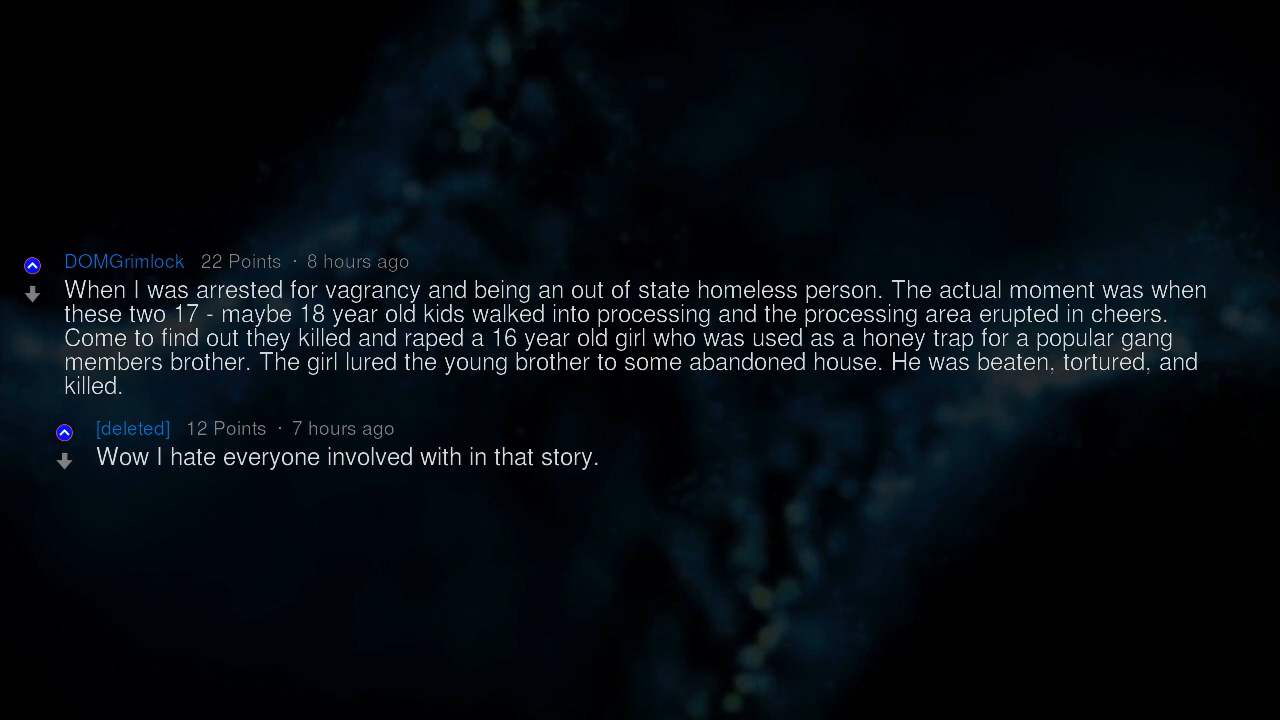 DOMGrimlock 22 Points · 8 hours ago
When I was arrested for vagrancy and being an out of state homeless person. The actual moment was when
these two 17 - maybe 18 year old kids walked into processing and the processing area erupted in cheers.
Come to find out they killed and raped a 16 year old girl who was used as a honey trap for a popular gang
members brother. The girl lured the young brother to some abandoned house. He was beaten, tortured, and
killed.
[deleted] 12 Points · 7 hours ago
Wow I hate everyone involved with in that story.